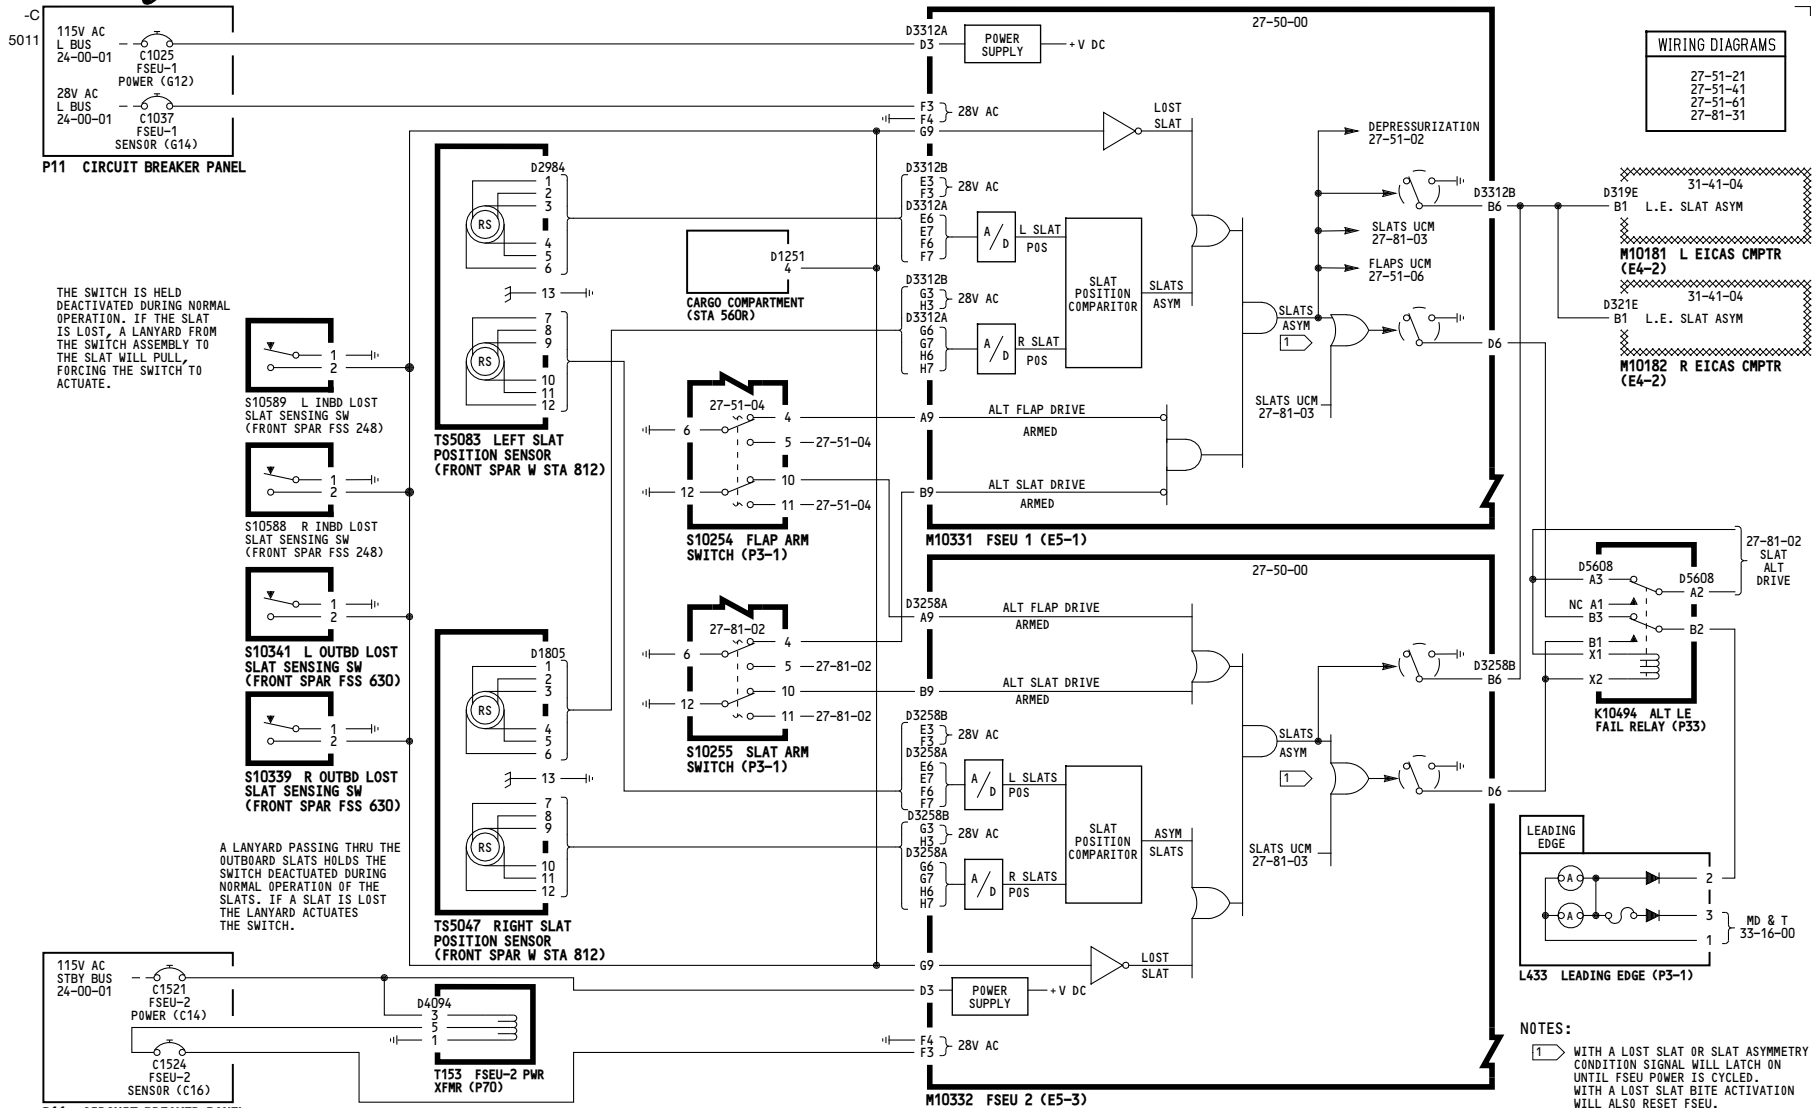 -C
5011
115V AC
L BUS
24-00-01
C1025
FSEU-1
POWER (G12)
28V AC
L BUS
24-00-01
C1037
FSEU-1
SENSOR (G14)
P11 CIRCUIT BREAKER PANEL
THE SWITCH IS HELD
DEACTIVATED DURING NORMAL
OPERATION. IF THE SLAT
IS LOST, A LANYARD FROM
THE SWITCH ASSEMBLY TO
THE SLAT WILL PULL,
FORCING THE SWITCH TO
ACTUATE.
1
2
S10589 L INBD LOST
SLAT SENSING SW
(FRONT SPAR FSS 248)
1
2
S10588 R INBD LOST
SLAT SENSING SW
(FRONT SPAR FSS 248)
1
2
S10341 L OUTBD LOST
SLAT SENSING SW
(FRONT SPAR FSS 630)
1
2
S10339 R OUTBD LOST
SLAT SENSING SW
(FRONT SPAR FSS 630)
A LANYARD PASSING THRU THE
OUTBOARD SLATS HOLDS THE
SWITCH DEACTUATED DURING
NORMAL OPERATION OF THE
SLATS. IF A SLAT IS LOST
THE LANYARD ACTUATES
THE SWITCH.
115V AC
STBY BUS
24-00-01
C1521
FSEU-2
POWER (C14)
C1524
FSEU-2
SENSOR (C16)
D2984
1
2
3
RS
4
5
6
13
7
8
9
RS
10
11
12
TS5083 LEFT SLAT
POSITION SENSOR
(FRONT SPAR W STA 812)
D1805
1
2
3
RS
4
5
6
13
7
8
9
RS
10
11
12
TS5047 RIGHT SLAT
POSITION SENSOR
(FRONT SPAR W STA 812)
D4094
3
5
1
T153 FSEU-2 PWR
XFMR (P70)
D1251
4
CARGO COMPARTMENT
(STA 560R)
27-51-04
4
6
5 27-51-04
10
12
11 27-51-04
S10254 FLAP ARM
SWITCH (P3-1)
27-81-02
4
6
5 27-81-02
10
12
11 27-81-02
S10255 SLAT ARM
SWITCH (P3-1)
27-50-00
D3312A
D3
POWER
SUPPLY
+V DC
F3
F4
28V AC
G9
LOST
SLAT
D3312B
E3
F3
28V AC
D3312A
E6
E7
F6
F7
A/D
L SLAT
POS
D3312B
G3
H3
28V AC
D3312A
G6
G7
H6
H7
A/D
R SLAT
POS
SLAT
POSITION
COMPARITOR
SLATS
ASYM
A9
ALT FLAP DRIVE
ARMED
B9
ALT SLAT DRIVE
ARMED
SLATS
ASYM
1
DEPRESSURIZATION
27-51-02
SLATS UCM
27-81-03
FLAPS UCM
27-51-06
SLATS UCM
27-81-03
D3312B
B6
D6
M10331 FSEU 1 (E5-1)
27-50-00
D3258A
A9
ALT FLAP DRIVE
ARMED
B9
ALT SLAT DRIVE
ARMED
D3258B
E3
F3
28V AC
D3258A
E6
E7
F6
F7
A/D
L SLATS
POS
D3258B
G3
H3
28V AC
D3258A
G6
G7
H6
H7
A/D
R SLATS
POS
SLAT
POSITION
COMPARITOR
ASYM
SLATS
G9
LOST
SLAT
D3
POWER
SUPPLY
+V DC
F4
F3
28V AC
SLATS
ASYM
1
SLATS UCM
27-81-03
D3258B
B6
D6
M10332 FSEU 2 (E5-3)
WIRING DIAGRAMS
27-51-21
27-51-41
27-51-61
27-81-31
D319E
B1
31-41-04
L.E. SLAT ASYM
M10181 L EICAS CMPTR
(E4-2)
D321E
B1
31-41-04
L.E. SLAT ASYM
M10182 R EICAS CMPTR
(E4-2)
27-81-02
SLAT
ALT
DRIVE
D5608
A3
D5608
A2
NC A1
B3
B2
B1
X1
X2
K10494 ALT LE
FAIL RELAY (P33)
LEADING
EDGE
A
2
A
3
1
MD & T
33-16-00
L433 LEADING EDGE (P3-1)
NOTES:
1 WITH A LOST SLAT OR SLAT ASYMMETRY
CONDITION SIGNAL WILL LATCH ON
UNTIL FSEU POWER IS CYCLED.
WITH A LOST SLAT BITE ACTIVATION
WILL ALSO RESET FSEU.